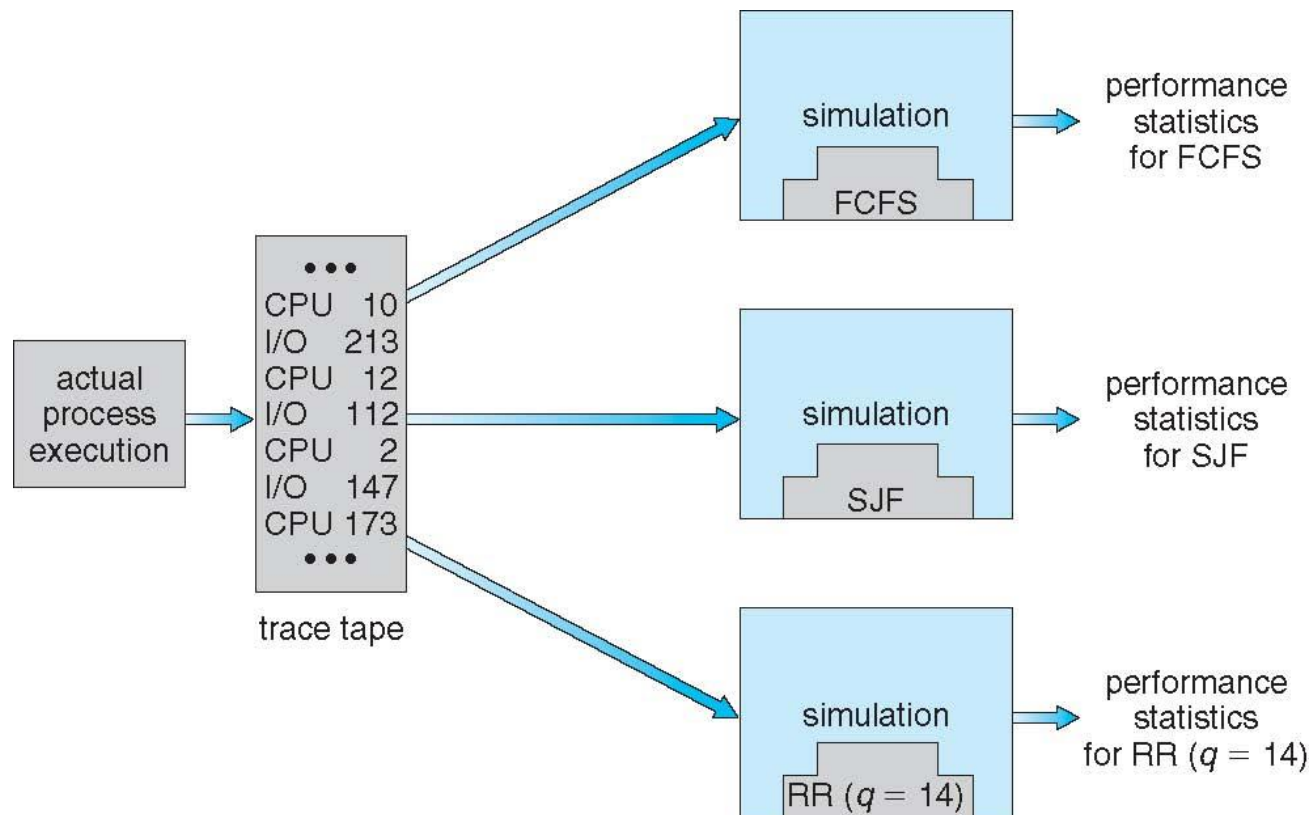 actual
process
execution
• • •
CPU 10
I/O 213
CPU 12
I/O 112
CPU 2
I/O 147
CPU 173
• • •
trace tape
simulation
FCFS
performance
statistics
for FCFS
simulation
SJF
performance
statistics
for SJF
simulation
RR (q = 14)
performance
statistics
for RR (q = 14)